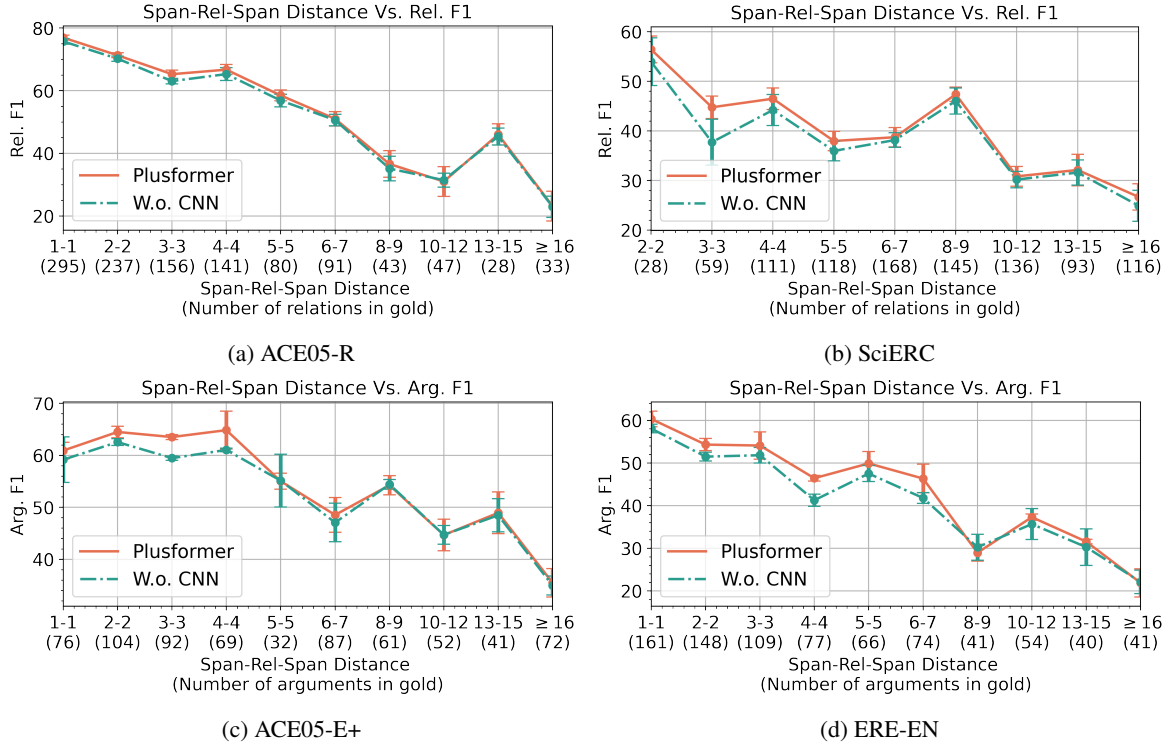 Span-Rel-Span Distance Vs. Rel. F1
Rel. F1
80
60
40
20
Plusformer
W.o. CNN
1-1 2-2 3-3 4-4 5-5 6-7 8-9 10-12 13-15 ≥ 16
(295) (237) (156) (141) (80) (91) (43) (47) (28) (33)
Span-Rel-Span Distance
(Number of relations in gold)
(a) ACE05-R
Span-Rel-Span Distance Vs. Rel. F1
Rel. F1
60
50
40
30
20
Plusformer
W.o. CNN
2-2 3-3 4-4 5-5 6-7 8-9 10-12 13-15 ≥ 16
(28) (59) (111) (118) (168) (145) (136) (93) (116)
Span-Rel-Span Distance
(Number of relations in gold)
(b) SciERC
Span-Rel-Span Distance Vs. Arg. F1
Arg. F1
70
60
50
40
Plusformer
W.o. CNN
1-1 2-2 3-3 4-4 5-5 6-7 8-9 10-12 13-15 ≥ 16
(76) (104) (92) (69) (32) (87) (61) (52) (41) (72)
Span-Rel-Span Distance
(Number of arguments in gold)
(c) ACE05-E+
Span-Rel-Span Distance Vs. Arg. F1
Arg. F1
60
50
40
30
20
Plusformer
W.o. CNN
1-1 2-2 3-3 4-4 5-5 6-7 8-9 10-12 13-15 ≥ 16
(161) (148) (109) (77) (66) (74) (41) (54) (40) (41)
Span-Rel-Span Distance
(Number of arguments in gold)
(d) ERE-EN